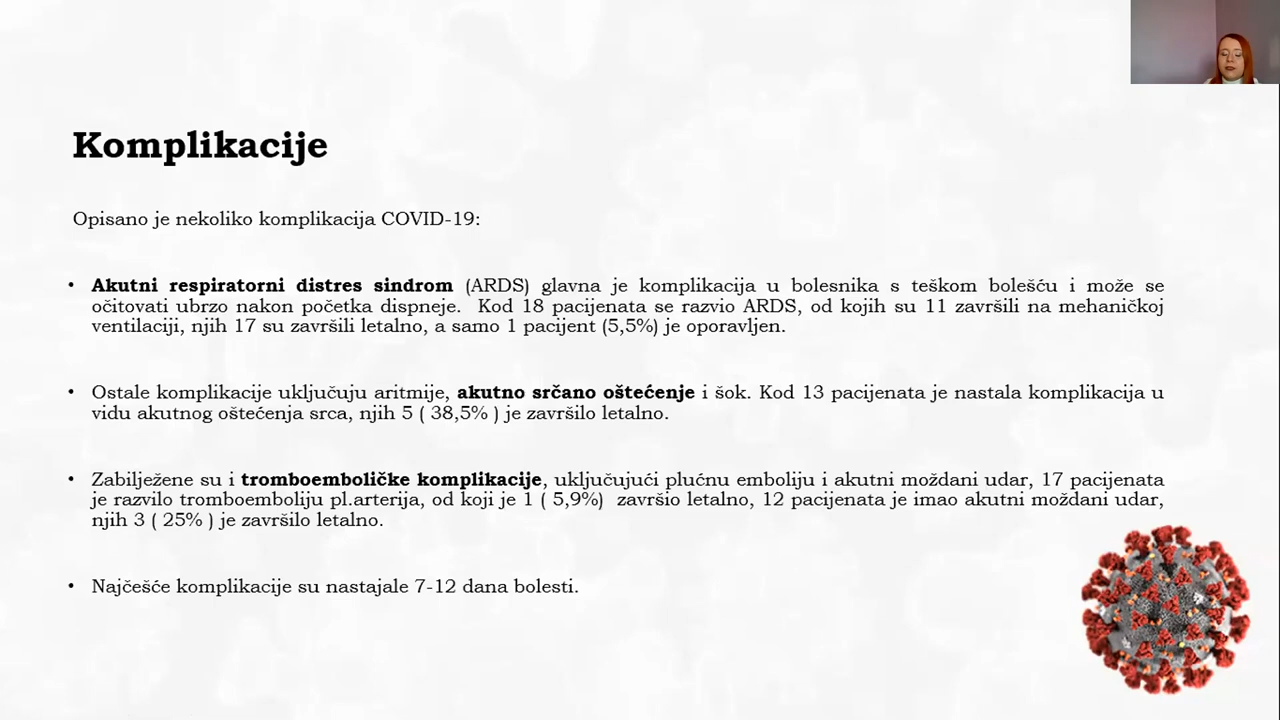 Komplikacije
Opisano je nekoliko komplikacija COVID-19:
• Akutni respiratorni distres sindrom (ARDS) glavna je komplikacija u bolesnika s teškom bolešću i može se
očitovati ubrzo nakon početka dispneje.  Kod 18 pacijenata se razvio ARDS, od kojih su 11 završili na mehaničkoj
ventilaciji, njih 17 su završili letalno, a samo 1 pacijent (5,5%) je oporavljen.
• Ostale komplikacije uključuju aritmije, akutno srčano oštećenje i šok. Kod 13 pacijenata je nastala komplikacija u
vidu akutnog oštećenja srca, njih 5 ( 38,5% ) je završilo letalno.
• Zabilježene su i tromboemboličke komplikacije, uključujući plućnu emboliju i akutni moždani udar, 17 pacijenata
je razvilo tromboemboliju pl.arterija, od koji je 1 ( 5,9%)  završio letalno, 12 pacijenata je imao akutni moždani udar,
njih 3 ( 25% ) je završilo letalno.
• Najčešće komplikacije su nastajale 7-12 dana bolesti.